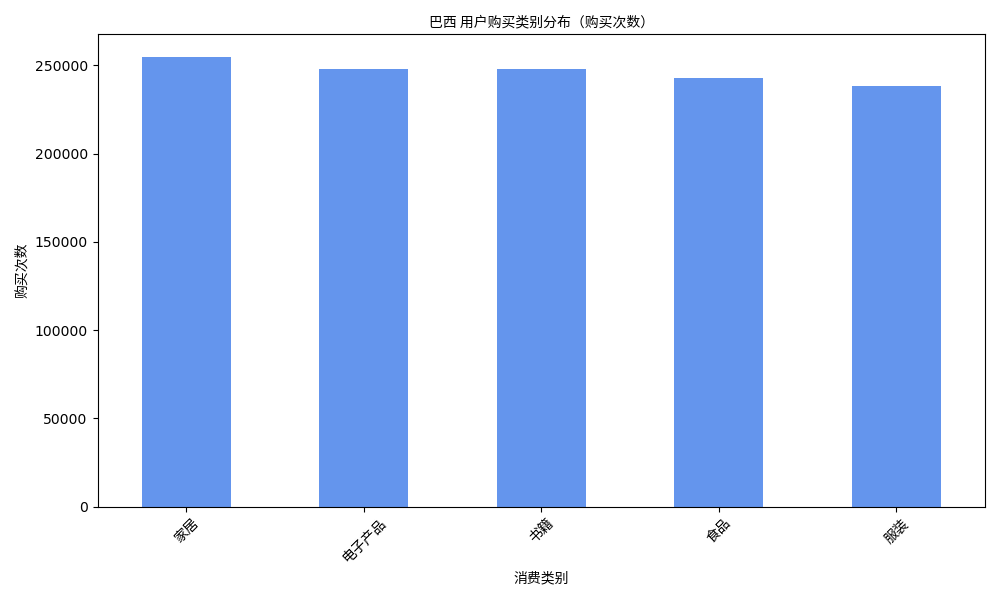 巴西 用户购买类别分布（购买次数）
购买次数
250000
200000
150000
100000
50000
0
家居
电子产品
书籍
食品
服装
消费类别